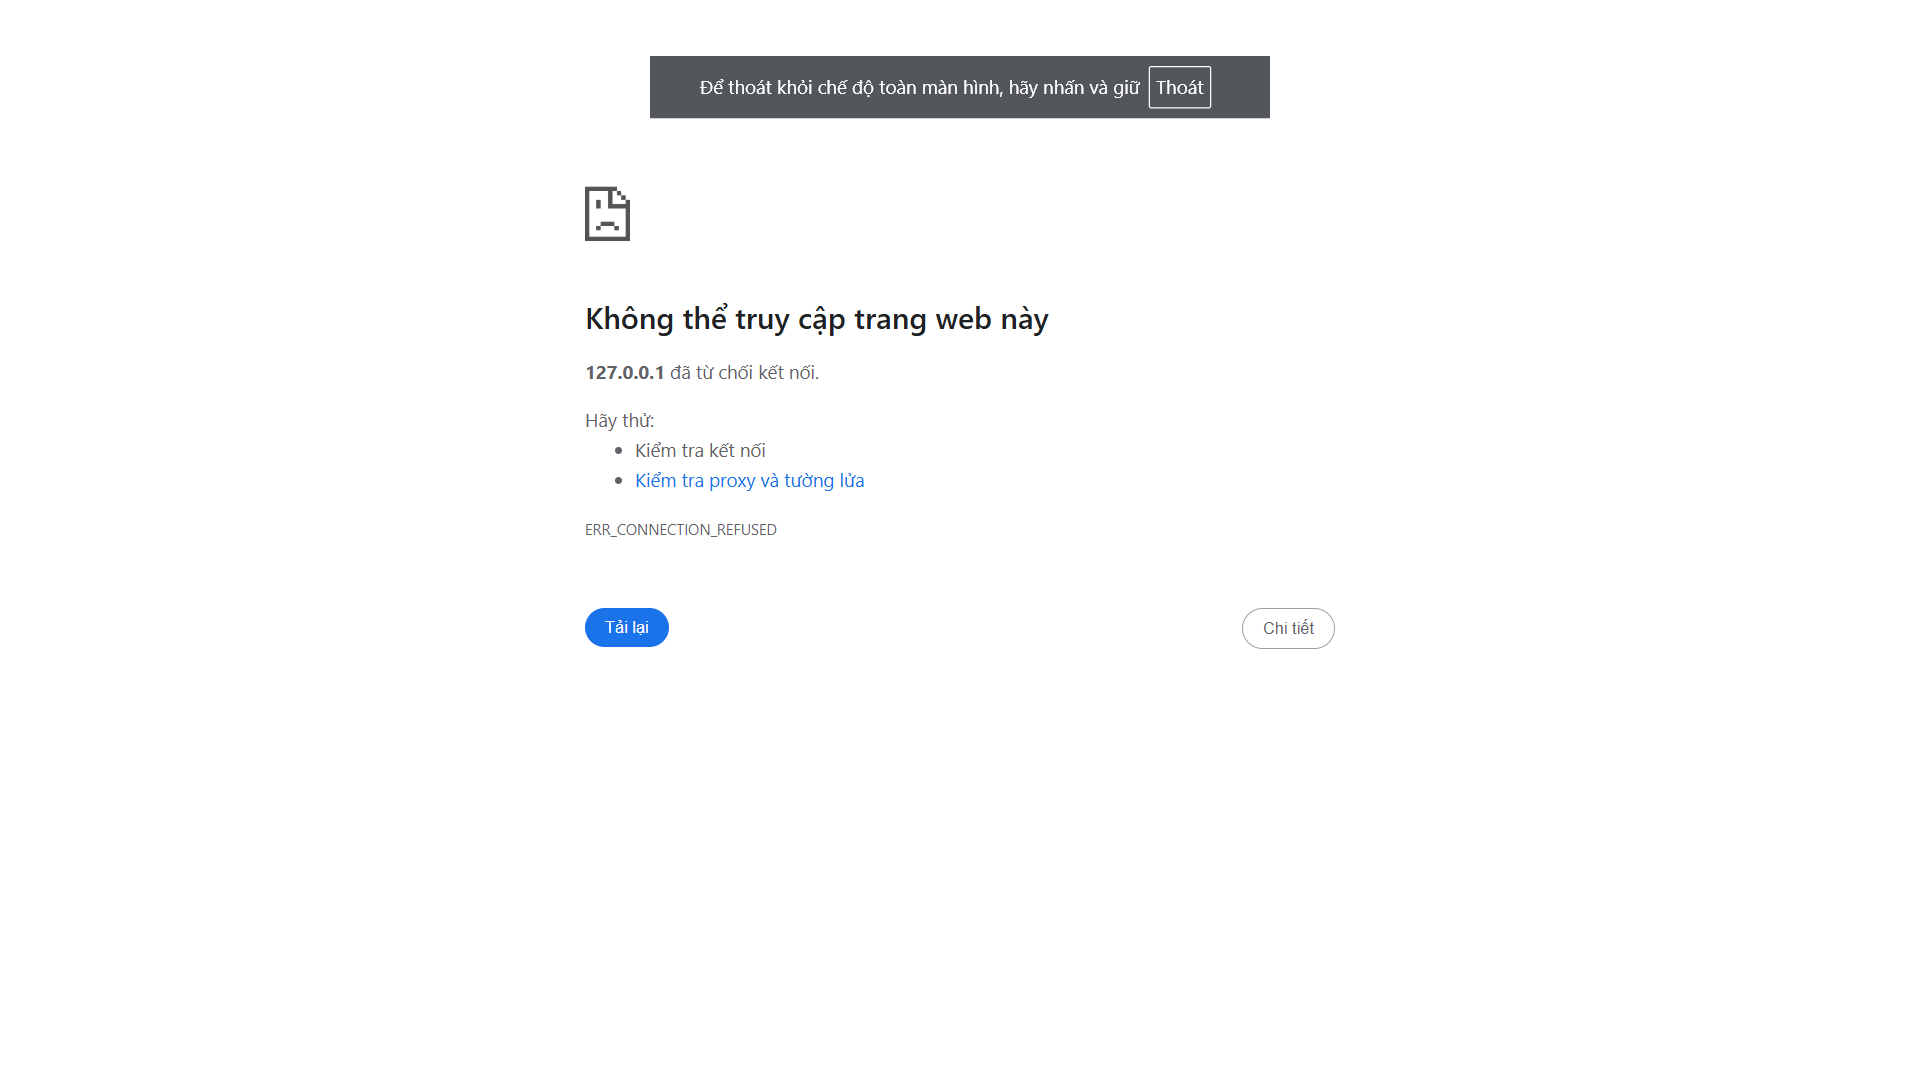 Để thoát khỏi chế độ toàn màn hình, hãy nhấn và giữ Thoát
Không thể truy cập trang web này
127.0.0.1 đã từ chối kết nối.
Hãy thử:
Kiểm tra kết nối
Kiểm tra proxy và tường lửa
ERR_CONNECTION_REFUSED
Tải lại
Chi tiết